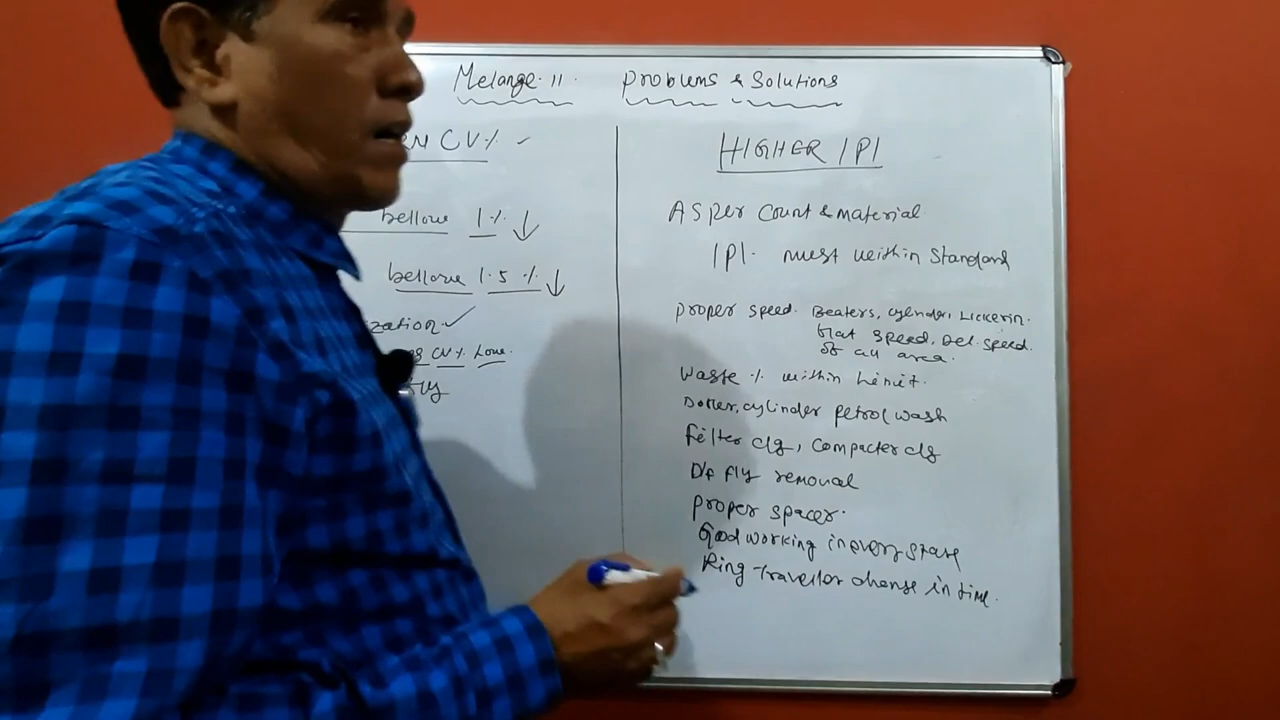 Melange 11. Problems & Solutions
CV% ✓
bellow 1% ↓
bellow 1.5 % ↓
ization ✓
CV% Low.
fly
HIGHER IPI
As per count & material
IPI. must within Standard
Proper speed. Beaters, cylinder, Lickerin.
flat speed, Del. speed.
of all area.
Waste % within limit.
Doffer, cylinder petrol wash
Filter clg, Compacter clg
D/f fly removal
Proper spacer.
Good working in every stage
Ring Traveller change in time.